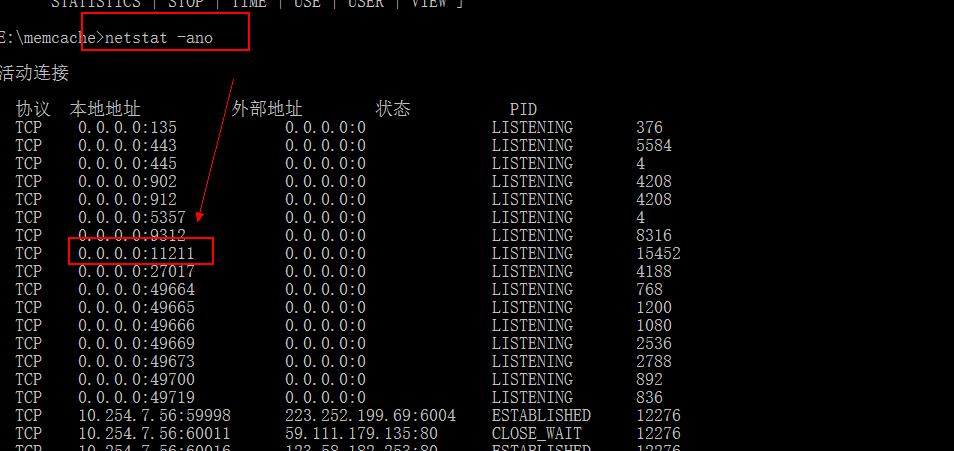 STATISTICS | STOP | TIME | USE | USER | VIEW ]
E:\memcache>netstat -ano
活动连接
协议 本地地址 外部地址 状态 PID
TCP 0.0.0.0:135 0.0.0.0:0 LISTENING 376
TCP 0.0.0.0:443 0.0.0.0:0 LISTENING 5584
TCP 0.0.0.0:445 0.0.0.0:0 LISTENING 4
TCP 0.0.0.0:902 0.0.0.0:0 LISTENING 4208
TCP 0.0.0.0:912 0.0.0.0:0 LISTENING 4208
TCP 0.0.0.0:5357 0.0.0.0:0 LISTENING 4
TCP 0.0.0.0:9312 0.0.0.0:0 LISTENING 8316
TCP 0.0.0.0:11211 0.0.0.0:0 LISTENING 15452
TCP 0.0.0.0:27017 0.0.0.0:0 LISTENING 4188
TCP 0.0.0.0:49664 0.0.0.0:0 LISTENING 768
TCP 0.0.0.0:49665 0.0.0.0:0 LISTENING 1200
TCP 0.0.0.0:49666 0.0.0.0:0 LISTENING 1080
TCP 0.0.0.0:49669 0.0.0.0:0 LISTENING 2536
TCP 0.0.0.0:49673 0.0.0.0:0 LISTENING 2788
TCP 0.0.0.0:49700 0.0.0.0:0 LISTENING 892
TCP 0.0.0.0:49719 0.0.0.0:0 LISTENING 836
TCP 10.254.7.56:59998 223.252.199.69:6004 ESTABLISHED 12276
TCP 10.254.7.56:60011 59.111.179.135:80 CLOSE_WAIT 12276
TCP 10.254.7.56:60016 123.58.182.253:80 ESTABLISHED 12276